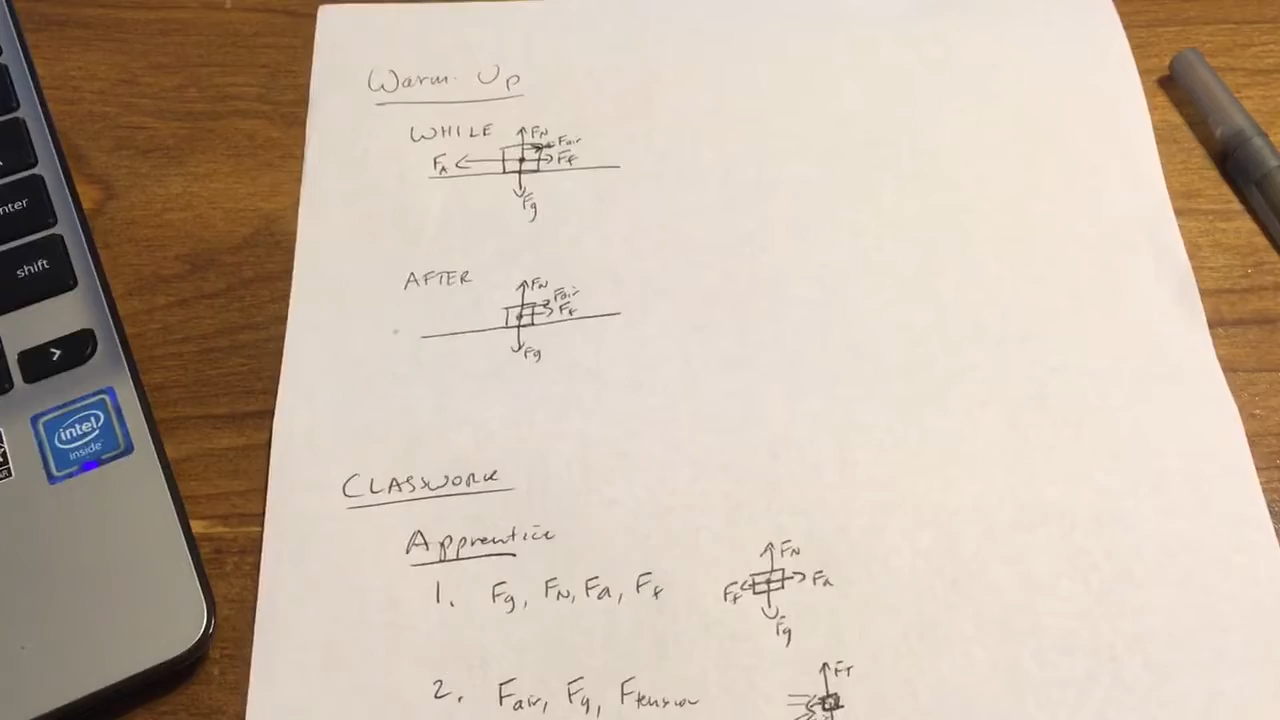 Warm-Up
WHILE
FN
Fair
FA
Ff
Fg
AFTER
FN
Fair
Ff
Fg
CLASSWORK
Apprentice
1. Fg, FN, Fa, Ff
FN
Ff
FA
Fg
2. Fair, Fg, Ftension
FT
enter
shift
>
intel
inside